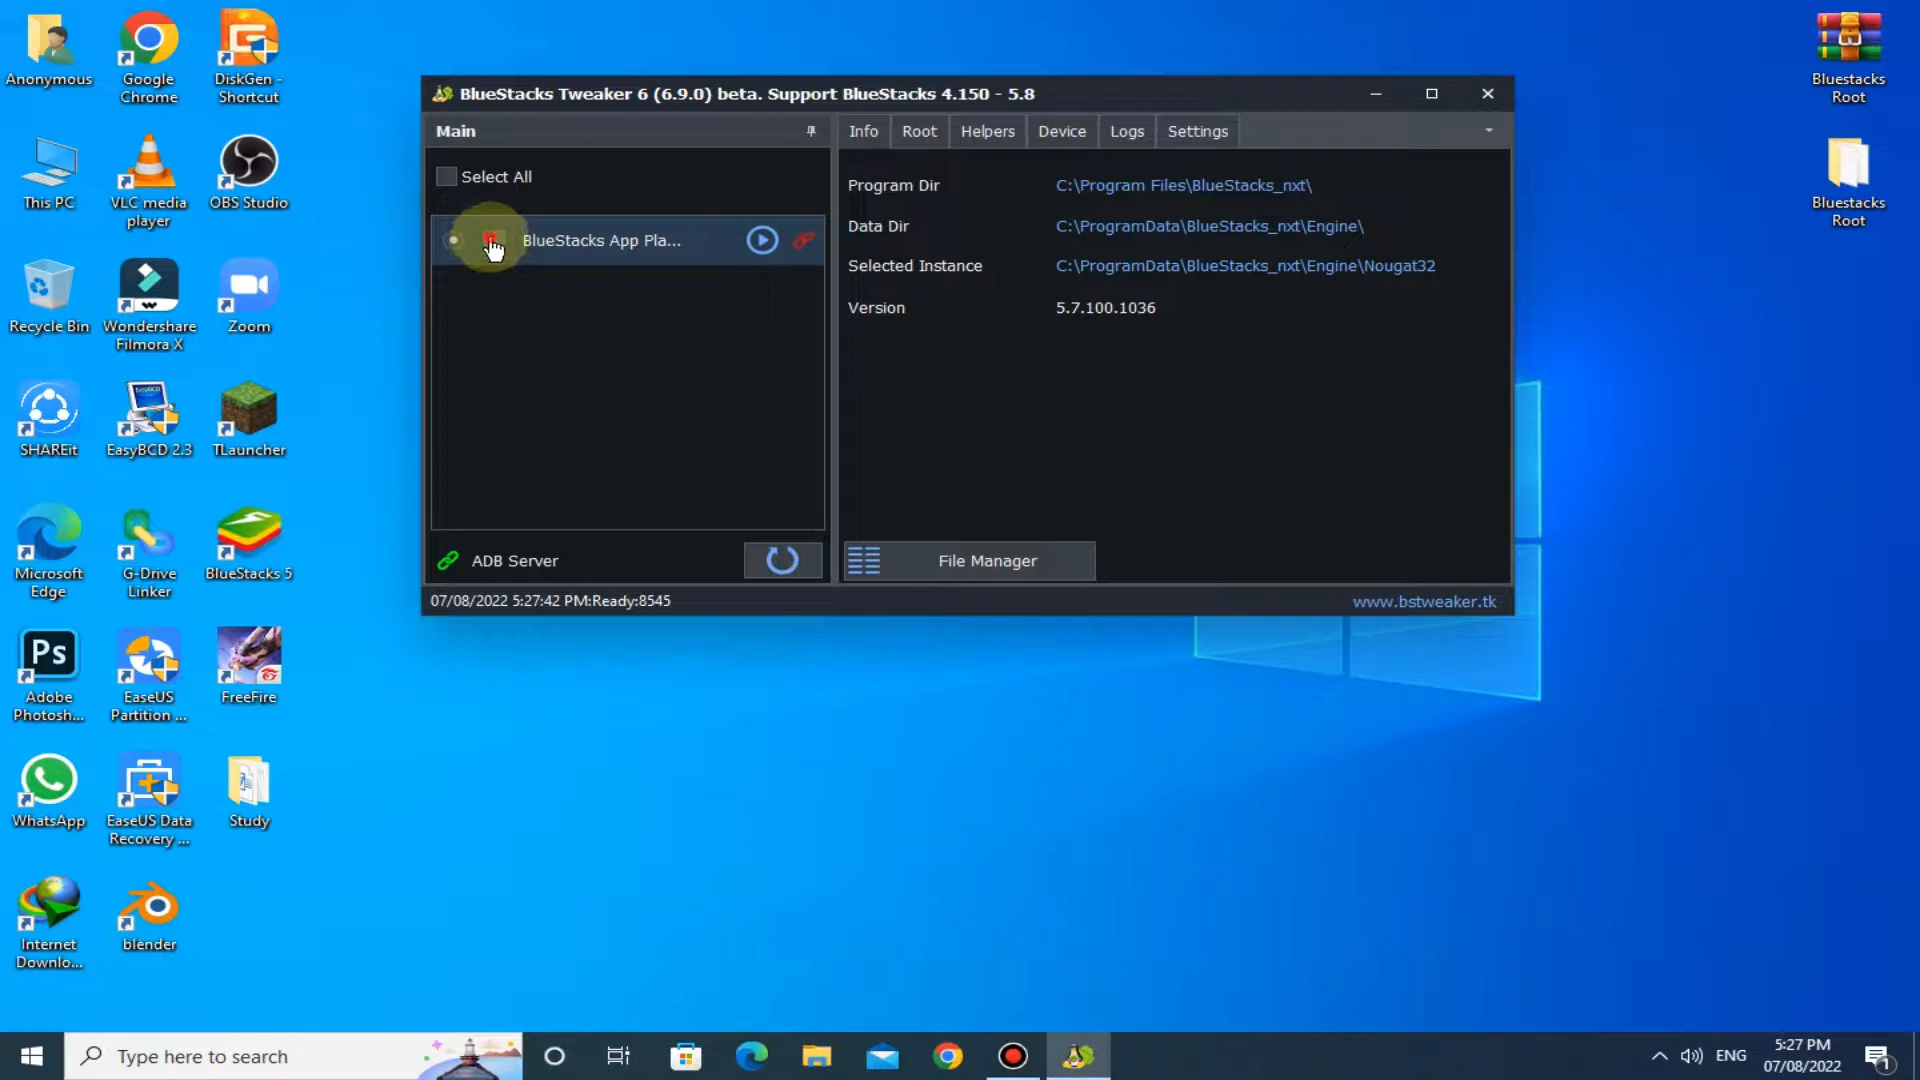 Anonymous
Google
Chrome
DiskGen -
Shortcut
This PC
VLC media
player
OBS Studio
Recycle Bin
Wondershare
Filmora X
Zoom
SHAREit
EasyBCD 2.3
TLauncher
Microsoft
Edge
G-Drive
Linker
BlueStacks 5
Ps
Adobe
Photosh...
EaseUS
Partition ...
FreeFire
WhatsApp
EaseUS Data
Recovery ...
Study
Internet
Downlo...
blender
BlueStacks Tweaker 6 (6.9.0) beta. Support BlueStacks 4.150 - 5.8
Main
Select All
BlueStacks App Pla...
ADB Server
07/08/2022 5:27:42 PM:Ready:8545
Info Root Helpers Device Logs Settings
Program Dir C:\Program Files\BlueStacks_nxt\
Data Dir C:\ProgramData\BlueStacks_nxt\Engine\
Selected Instance C:\ProgramData\BlueStacks_nxt\Engine\Nougat32
Version 5.7.100.1036
File Manager
www.bstweaker.tk
Bluestacks
Root
Bluestacks
Root
Type here to search
ENG
5:27 PM
07/08/2022
1